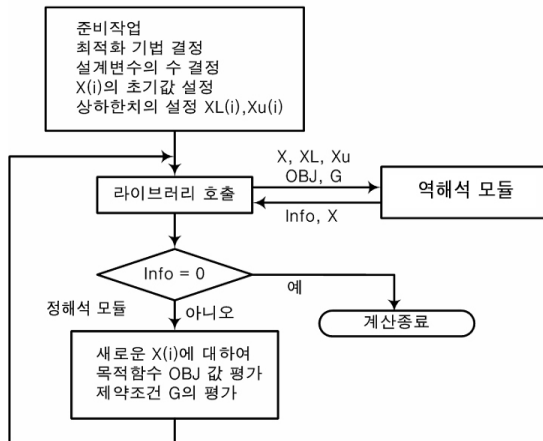 준비작업
최적화 기법 결정
설계변수의 수 결정
X(i)의 초기값 설정
상하한치의 설정 XL(i),Xu(i)
X, XL, Xu
OBJ, G
라이브러리 호출
역해석 모듈
Info, X
Info = 0
예
정해석 모듈
아니오
계산종료
새로운 X(i)에 대하여
목적함수 OBJ 값 평가
제약조건 G의 평가